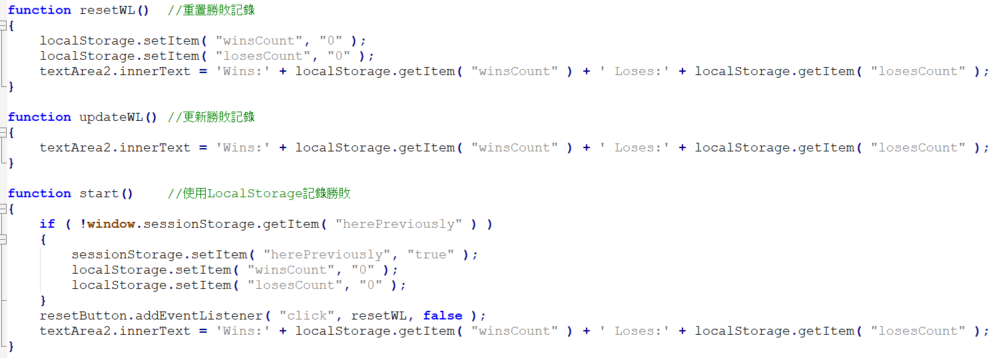 function resetWL()  //重置勝敗記錄
{
    localStorage.setItem( "winsCount", "0" );
    localStorage.setItem( "losesCount", "0" );
    textArea2.innerText = 'Wins:' + localStorage.getItem( "winsCount" ) + ' Loses:' + localStorage.getItem( "losesCount" );
}
function updateWL() //更新勝敗記錄
{
    textArea2.innerText = 'Wins:' + localStorage.getItem( "winsCount" ) + ' Loses:' + localStorage.getItem( "losesCount" );
}
function start()    //使用LocalStorage記錄勝敗
{
    if ( !window.sessionStorage.getItem( "herePreviously" ) )
    {
        sessionStorage.setItem( "herePreviously", "true" );
        localStorage.setItem( "winsCount", "0" );
        localStorage.setItem( "losesCount", "0" );
    }
    resetButton.addEventListener( "click", resetWL, false );
    textArea2.innerText = 'Wins:' + localStorage.getItem( "winsCount" ) + ' Loses:' + localStorage.getItem( "losesCount" );
}